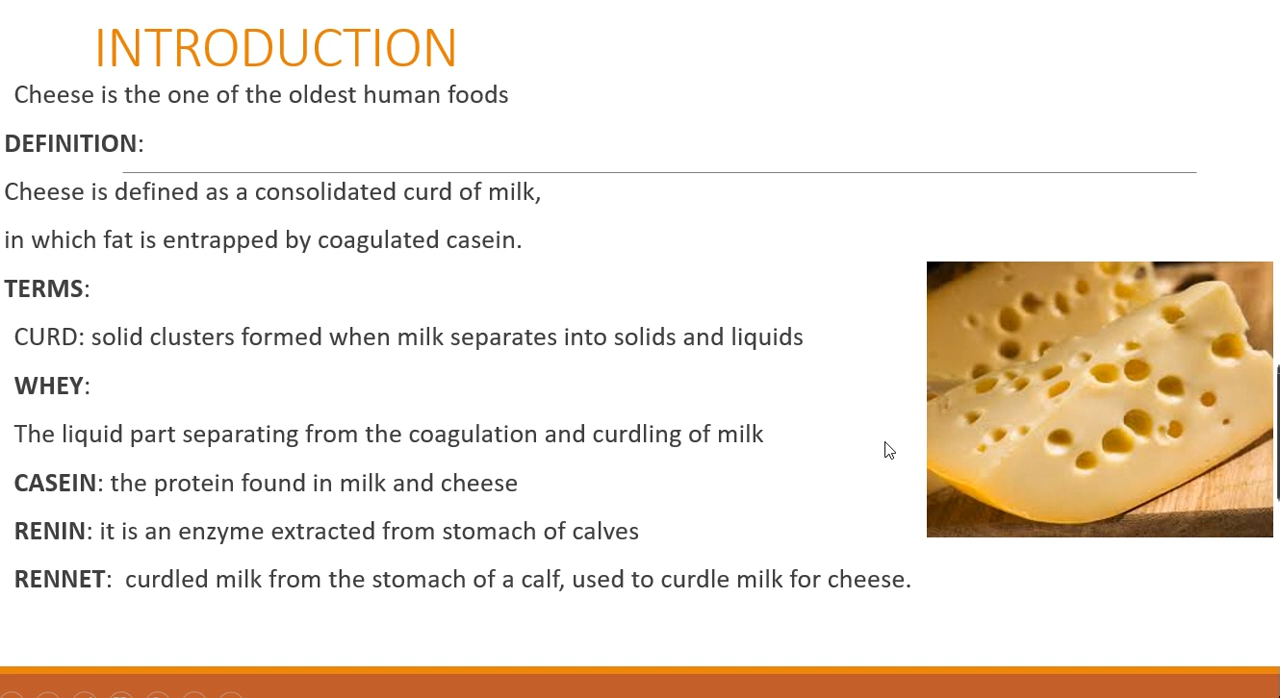 INTRODUCTION
Cheese is the one of the oldest human foods
DEFINITION:
Cheese is defined as a consolidated curd of milk,
in which fat is entrapped by coagulated casein.
TERMS:
CURD: solid clusters formed when milk separates into solids and liquids
WHEY:
The liquid part separating from the coagulation and curdling of milk
CASEIN: the protein found in milk and cheese
RENIN: it is an enzyme extracted from stomach of calves
RENNET: curdled milk from the stomach of a calf, used to curdle milk for cheese.